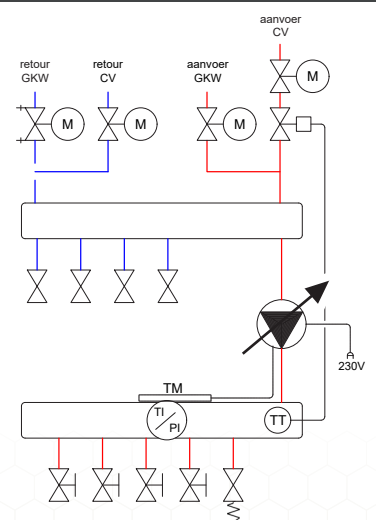 aanvoer
CV
retour
GKW
retour
CV
aanvoer
GKW
M
M
M
M
230V
TM
TI
PI
TT